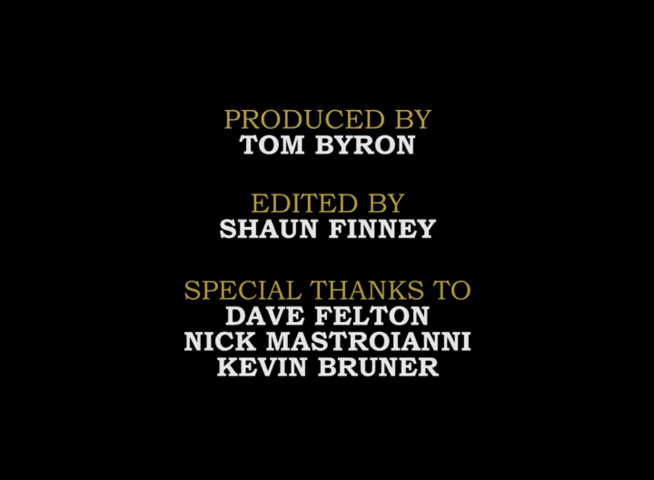 PRODUCED BY
TOM BYRON
EDITED BY
SHAUN FINNEY
SPECIAL THANKS TO
DAVE FELTON
NICK MASTROIANNI
KEVIN BRUNER